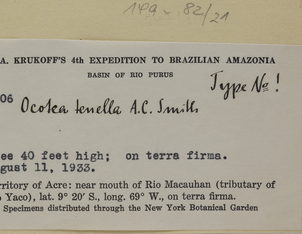 149 x 82/21
A. KRUKOFF'S 4th EXPEDITION TO BRAZILIAN AMAZONIA
BASIN OF RIO PURUS
Type No!
06
Ocotea tenella A.C. Smith
ee 40 feet high; on terra firma.
gust 11, 1933.
rritory of Acre: near mouth of Rio Macauhan (tributary of
o Yaco), lat. 9° 20' S., long. 69° W., on terra firma.
Specimens distributed through the New York Botanical Garden